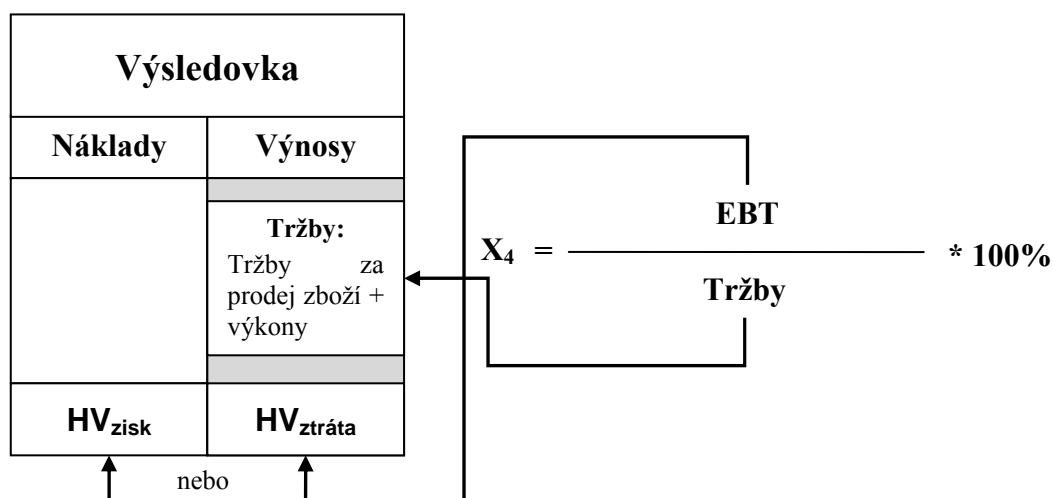 Výsledovka
Náklady Výnosy
Tržby:
Tržby za
prodej zboží +
výkony
HVzisk HVztráta
nebo
EBT
X4 = * 100%
Tržby